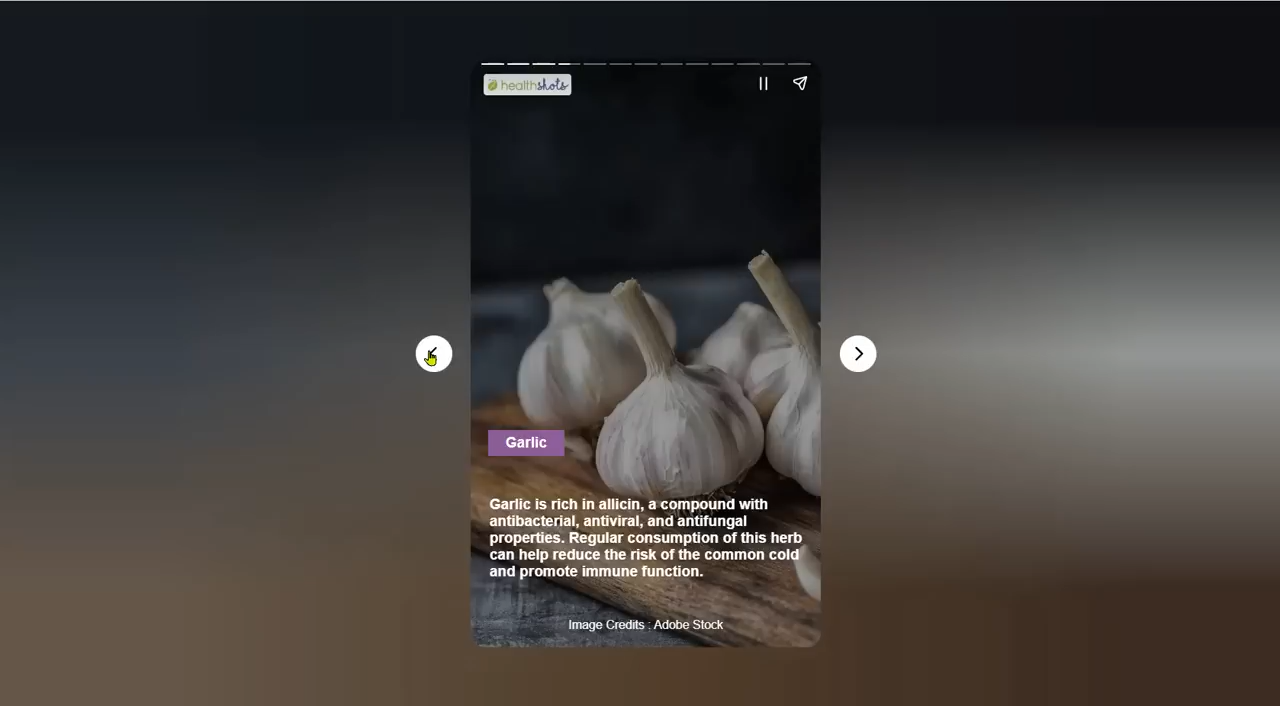 healthshots
Garlic
Garlic is rich in allicin, a compound with
antibacterial, antiviral, and antifungal
properties. Regular consumption of this herb
can help reduce the risk of the common cold
and promote immune function.
Image Credits : Adobe Stock